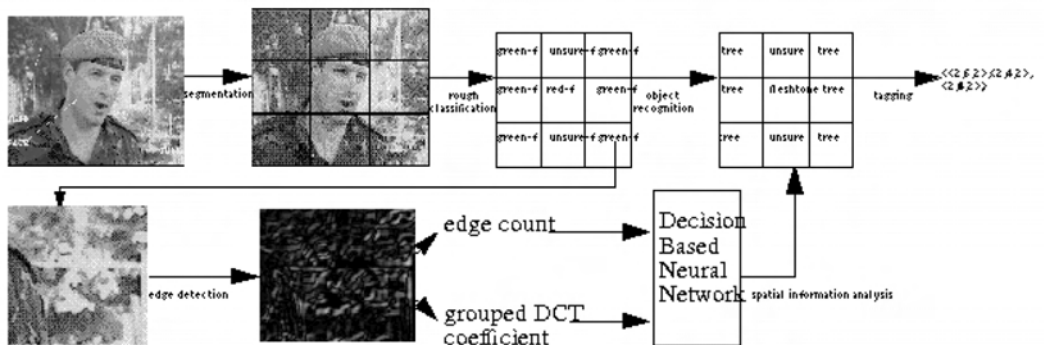 segmentation
rough
classification
green-f unsure-f green-f
green-f red-f green-f
green-f unsure-f green-f
object
recognition
tree unsure tree
tree fleshtone tree
tree unsure tree
tagging
edge detection
edge count
grouped DCT
coefficient
Decision
Based
Neural
Network
spatial information analysis